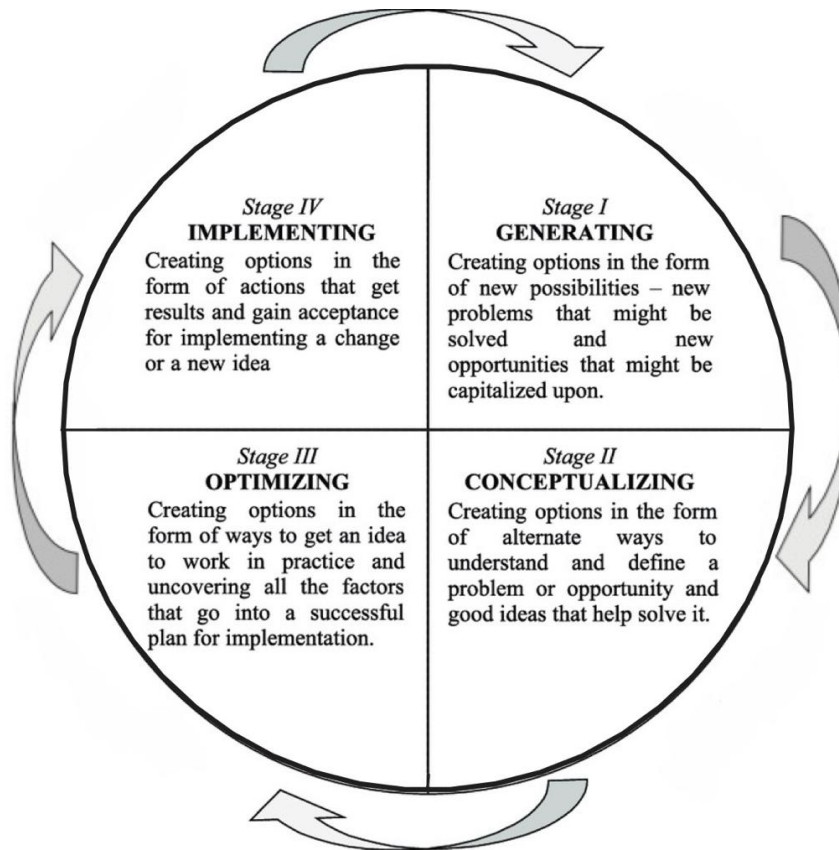 Stage IV
IMPLEMENTING
Creating options in the
form of actions that get
results and gain acceptance
for implementing a change
or a new idea
Stage I
GENERATING
Creating options in the form
of new possibilities – new
problems that might be
solved and new
opportunities that might be
capitalized upon.
Stage III
OPTIMIZING
Creating options in the
form of ways to get an idea
to work in practice and
uncovering all the factors
that go into a successful
plan for implementation.
Stage II
CONCEPTUALIZING
Creating options in the form
of alternate ways to
understand and define a
problem or opportunity and
good ideas that help solve it.